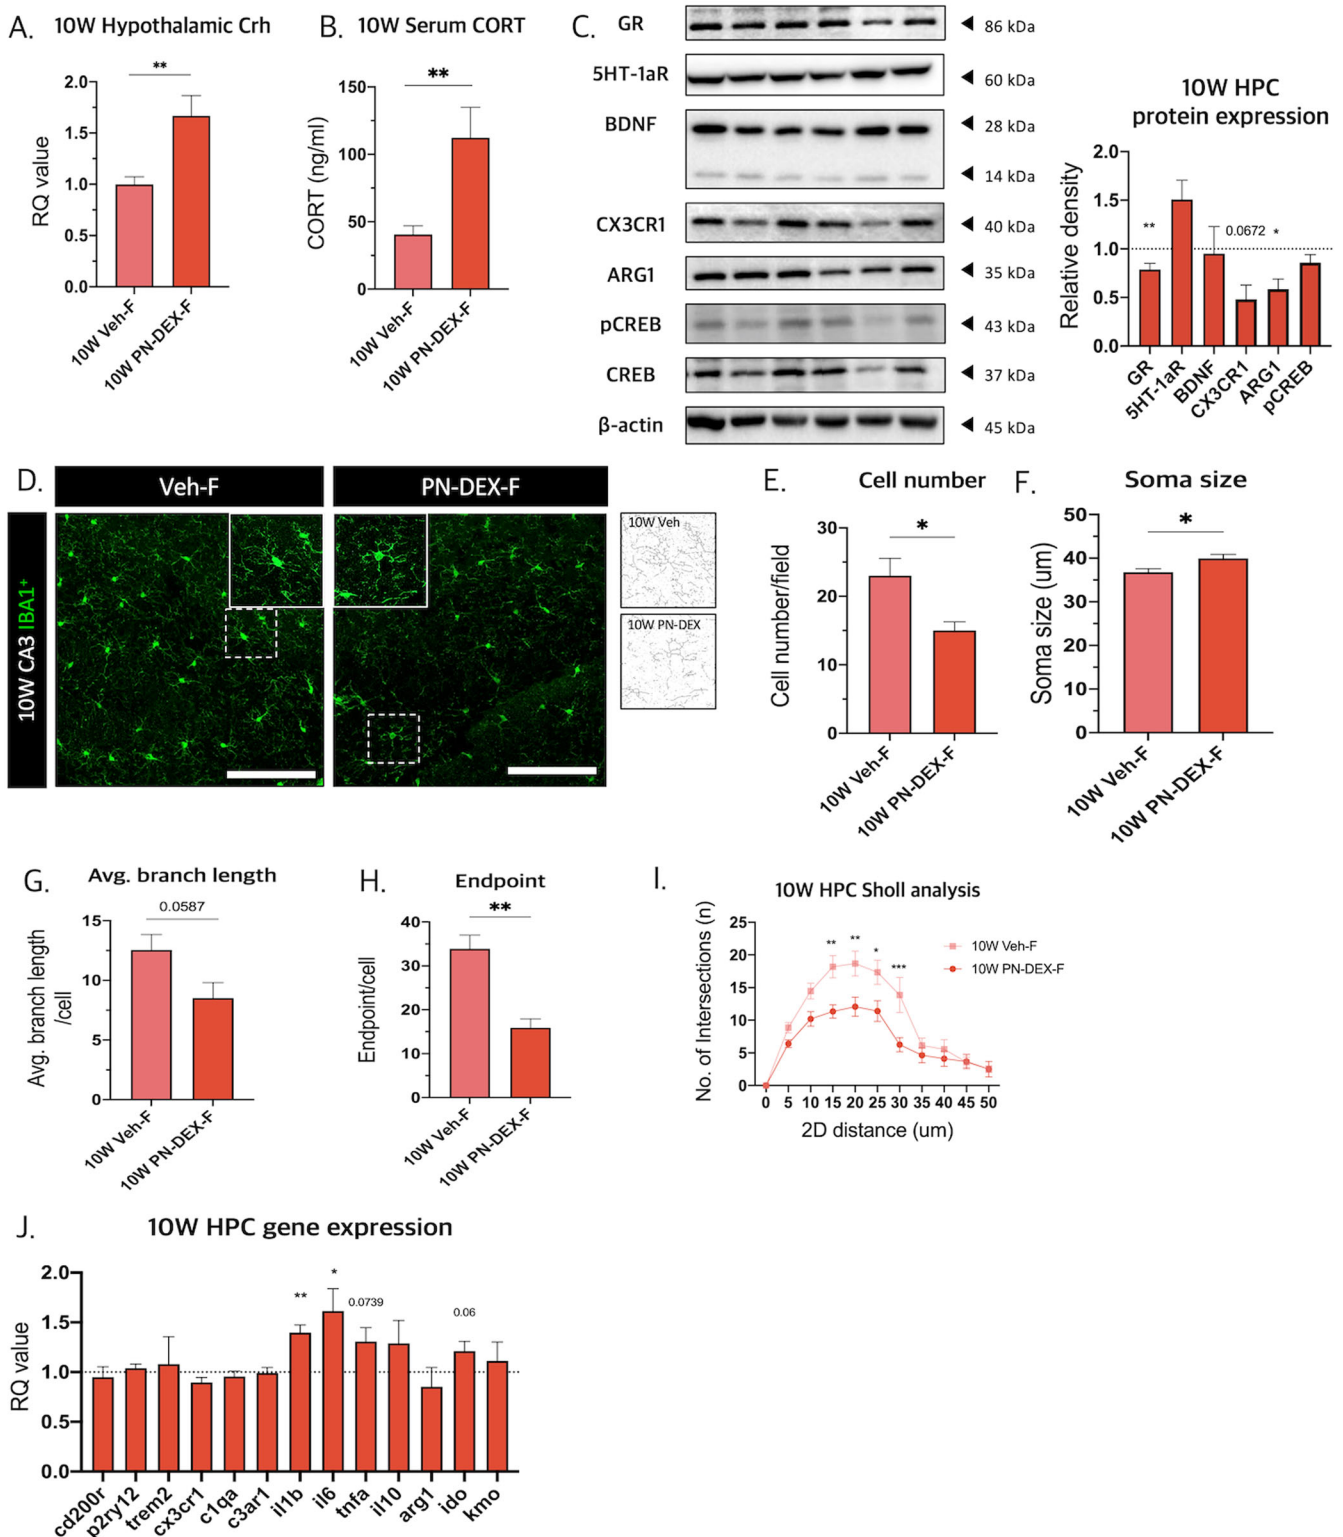 A. 10W Hypothalamic Crh
**
2.0
1.5
1.0
0.5
0.0
RQ value
10W Veh-F
10W PN-DEX-F
B. 10W Serum CORT
**
150
100
50
0
CORT (ng/ml)
10W Veh-F
10W PN-DEX-F
C.
GR
86 kDa
5HT-1aR
60 kDa
BDNF
28 kDa
14 kDa
CX3CR1
40 kDa
ARG1
35 kDa
pCREB
43 kDa
CREB
37 kDa
β-actin
45 kDa
10W HPC
protein expression
2.0
1.5
1.0
0.5
0.0
Relative density
**
0.0672
*
GR
5HT-1aR
BDNF
CX3CR1
ARG1
pCREB
D.
Veh-F
PN-DEX-F
10W CA3 IBA1+
10W Veh
10W PN-DEX
E. Cell number
*
30
20
10
0
Cell number/field
10W Veh-F
10W PN-DEX-F
F. Soma size
*
50
40
30
20
10
0
Soma size (um)
10W Veh-F
10W PN-DEX-F
G. Avg. branch length
0.0587
15
10
5
0
Avg. branch length
/cell
10W Veh-F
10W PN-DEX-F
H. Endpoint
**
40
30
20
10
0
Endpoint/cell
10W Veh-F
10W PN-DEX-F
I. 10W HPC Sholl analysis
25
20
15
10
5
0
No. of Intersections (n)
** ** * ***
10W Veh-F
10W PN-DEX-F
0 5 10 15 20 25 30 35 40 45 50
2D distance (um)
J. 10W HPC gene expression
2.0
1.5
1.0
0.5
0.0
RQ value
**
*
0.0739
0.06
cd200r
p2ry12
trem2
cx3cr1
c1qa
c3ar1
il1b
il6
tnfa
il10
arg1
ido
kmo